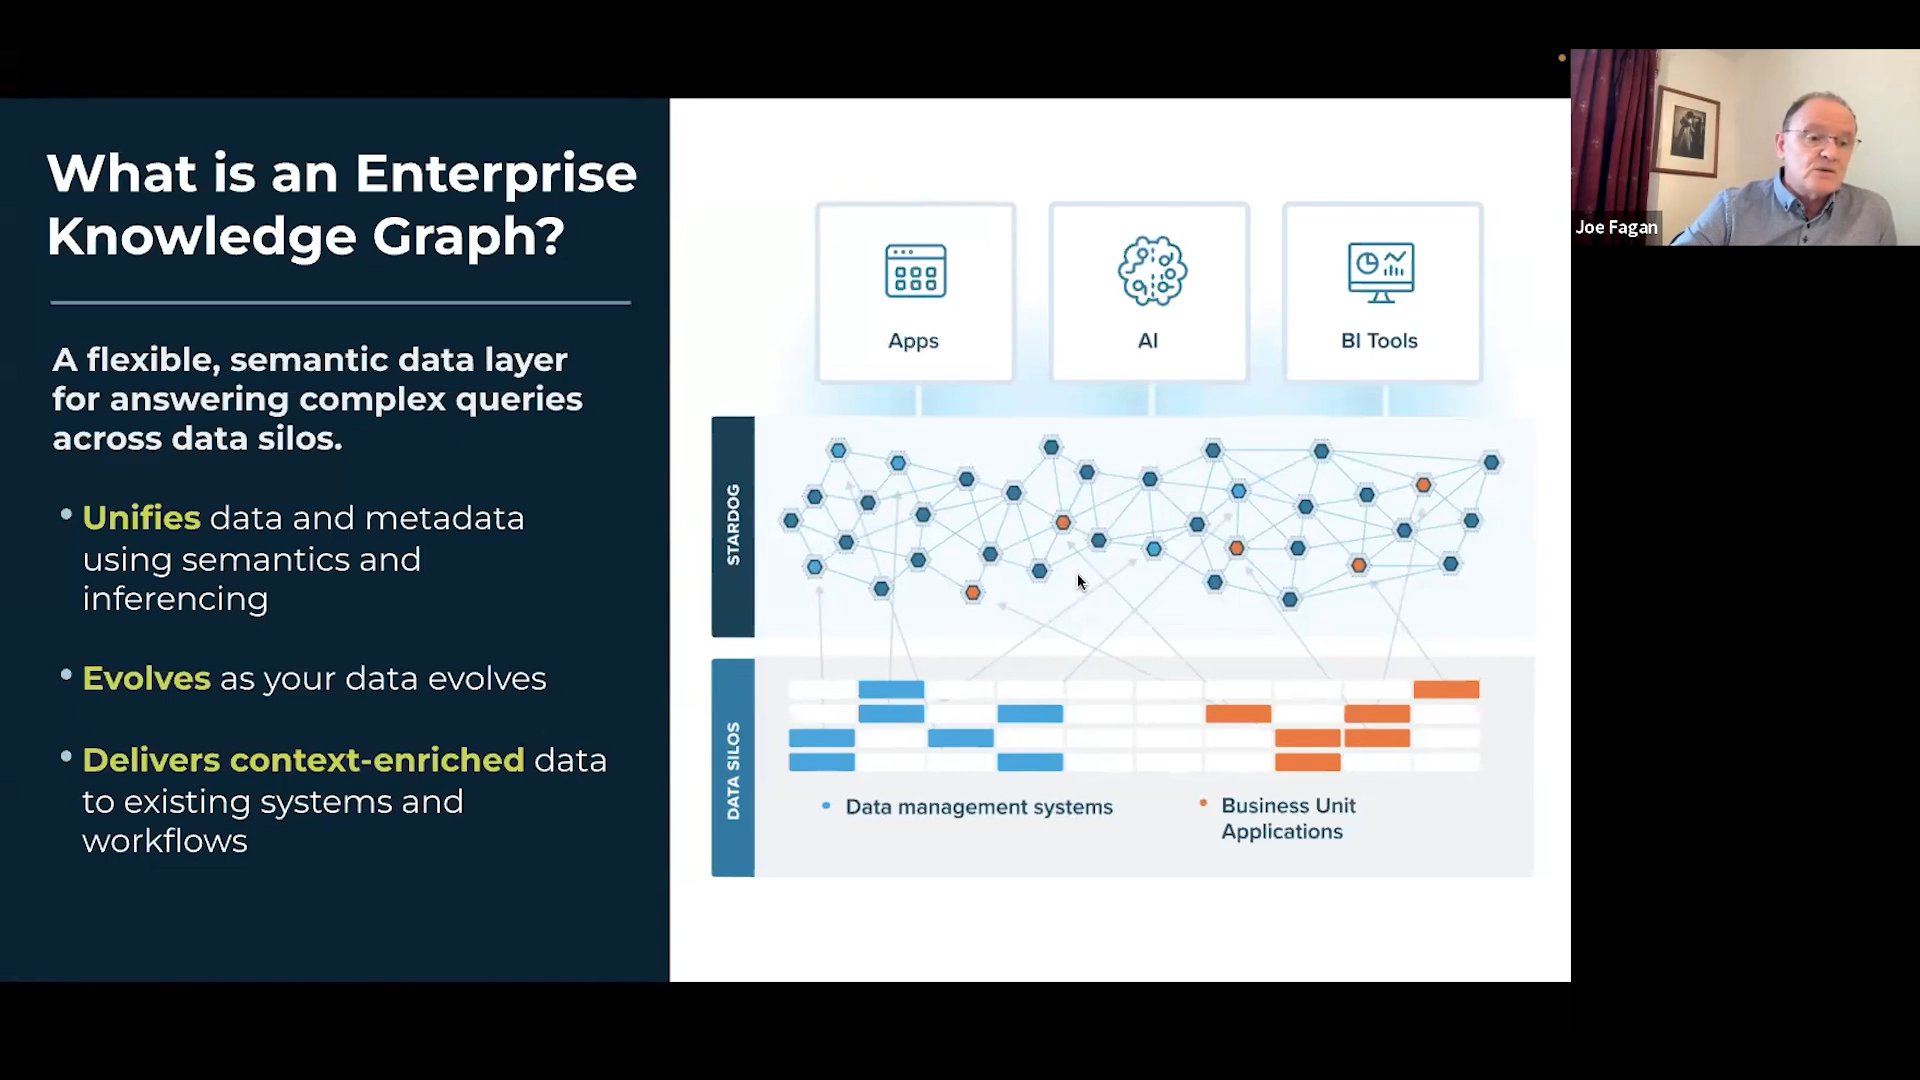 What is an Enterprise
Knowledge Graph?
A flexible, semantic data layer
for answering complex queries
across data silos.
• Unifies data and metadata
using semantics and
inferencing
• Evolves as your data evolves
• Delivers context-enriched data
to existing systems and
workflows
Apps
AI
BI Tools
STARDOG
DATA SILOS
• Data management systems
• Business Unit
Applications
Joe Fagan